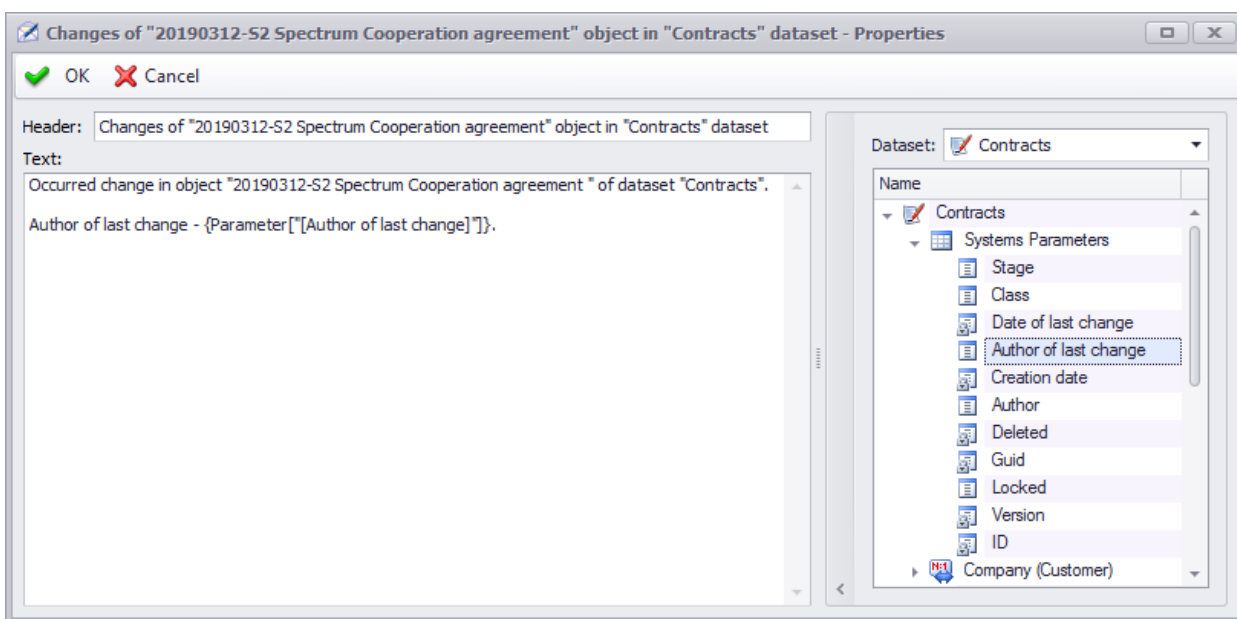 Changes of "20190312-S2 Spectrum Cooperation agreement" object in "Contracts" dataset - Properties
OK Cancel
Header: Changes of "20190312-S2 Spectrum Cooperation agreement" object in "Contracts" dataset
Text:
Occurred change in object "20190312-S2 Spectrum Cooperation agreement " of dataset "Contracts".
Author of last change - {Parameter["[Author of last change]"]}.
Dataset: Contracts
Name
Contracts
Systems Parameters
Stage
Class
Date of last change
Author of last change
Creation date
Author
Deleted
Guid
Locked
Version
ID
N:1 Company (Customer)